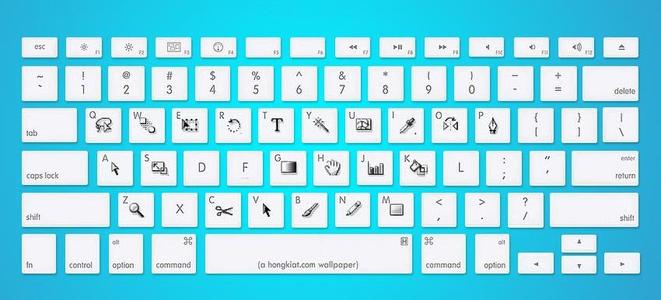 esc F1 F2 F3 F4 F5 F6 F7 F8 F9 F10 F11 F12
~ ` ! 1 @ 2 # 3 $ 4 % 5 ^ 6 & 7 * 8 ( 9 ) 0 - - + = delete
tab Q W E R T Y U I O P { [ } ] | \
caps lock A S D F G H J K L : ; " ' enter return
shift Z X C V B N M < , > . ? / shift
fn control alt option ⌘ command (a hongkiat.com wallpaper) ⌘ command alt option